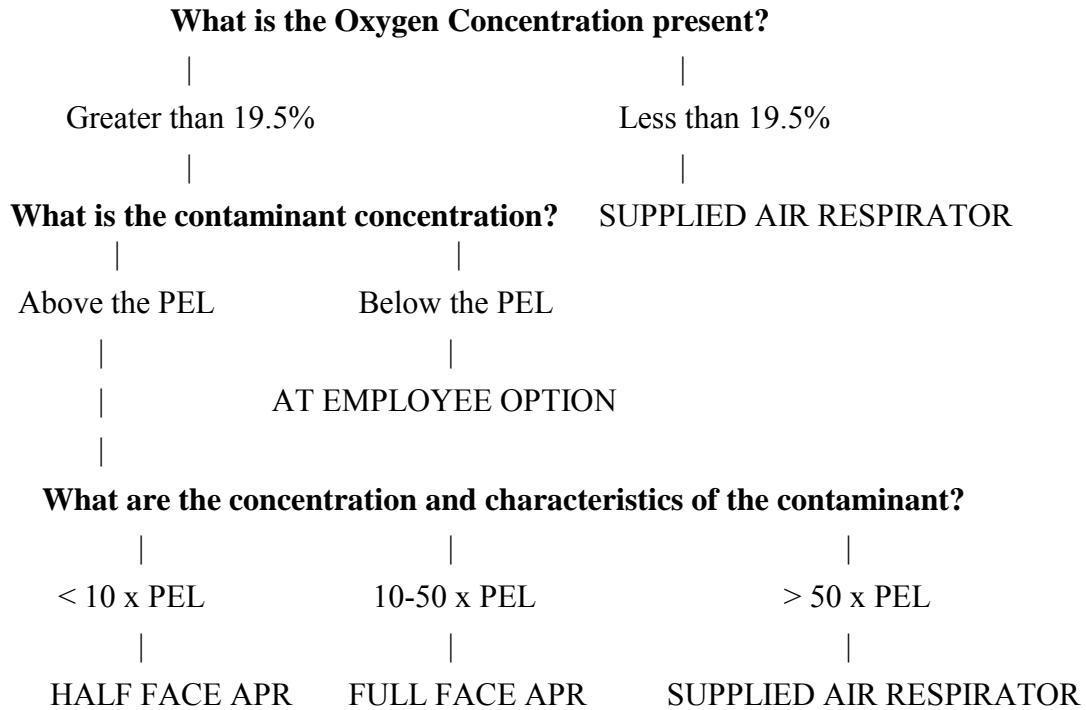 What is the Oxygen Concentration present?
Greater than 19.5% Less than 19.5%
What is the contaminant concentration? SUPPLIED AIR RESPIRATOR
Above the PEL Below the PEL
AT EMPLOYEE OPTION
What are the concentration and characteristics of the contaminant?
< 10 x PEL 10-50 x PEL > 50 x PEL
HALF FACE APR FULL FACE APR SUPPLIED AIR RESPIRATOR